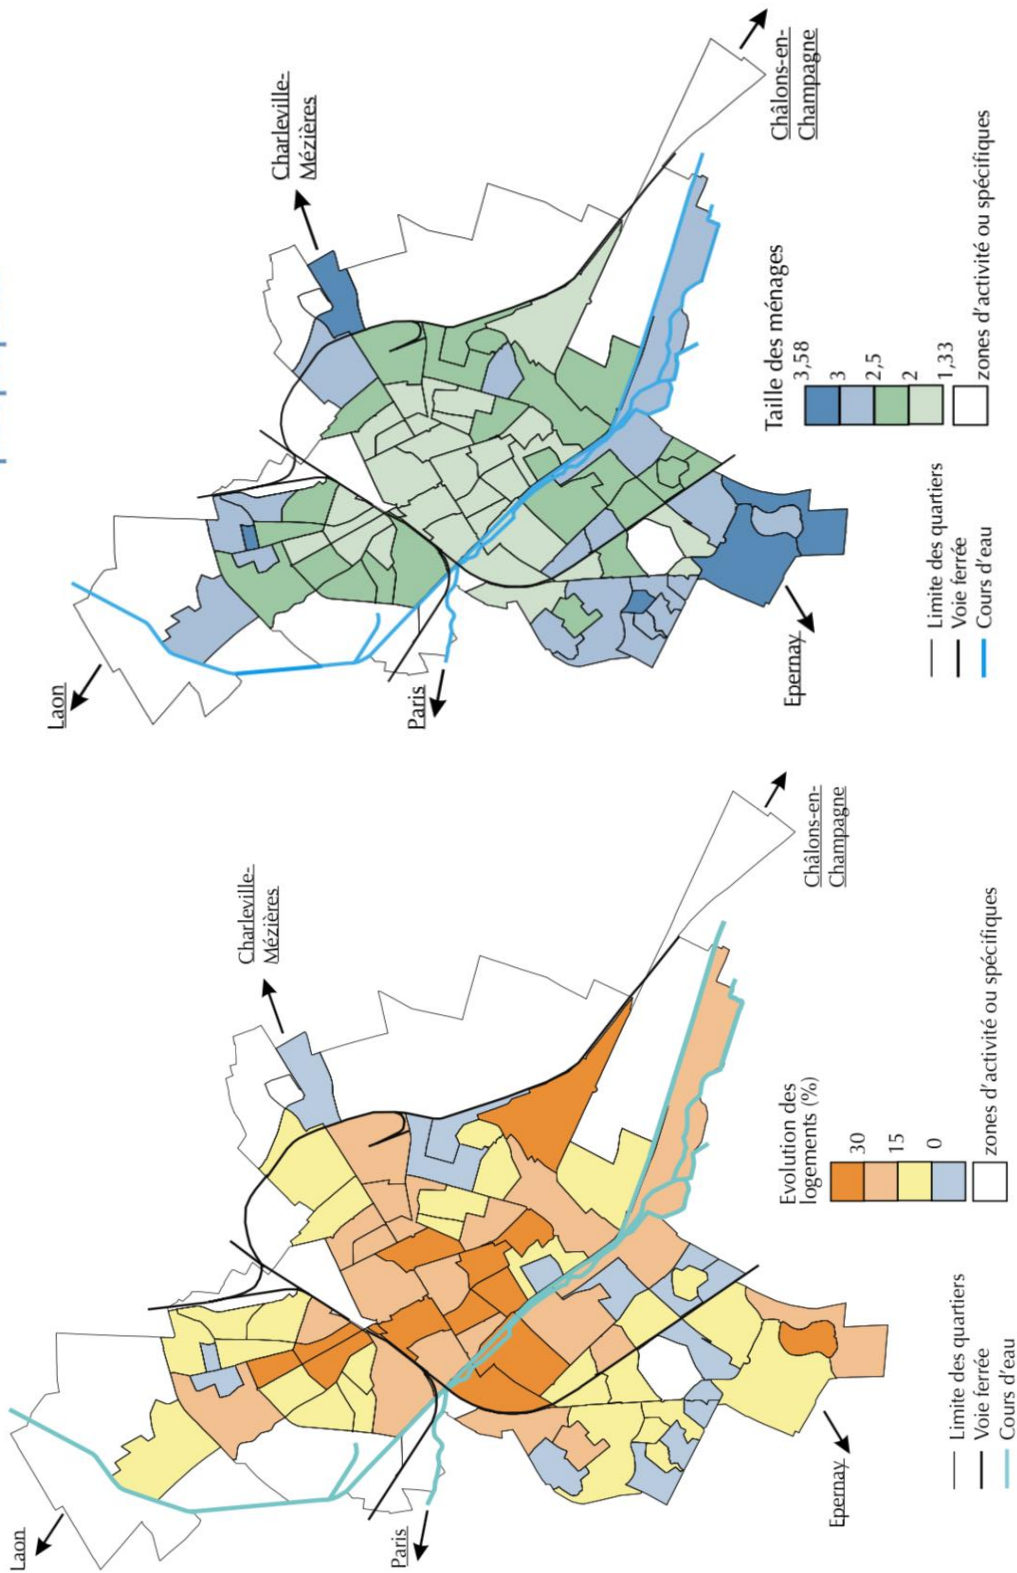 Laon
Charleville-
Mézières
Paris
Epernay
Châlons-en-
Champagne
Evolution des
logements (%)
30
15
0
zones d'activité ou spécifiques
Limite des quartiers
Voie ferrée
Cours d'eau
Laon
Charleville-
Mézières
Paris
Epernay
Châlons-en-
Champagne
Taille des ménages
3,58
3
2,5
2
1,33
zones d'activité ou spécifiques
Limite des quartiers
Voie ferrée
Cours d'eau